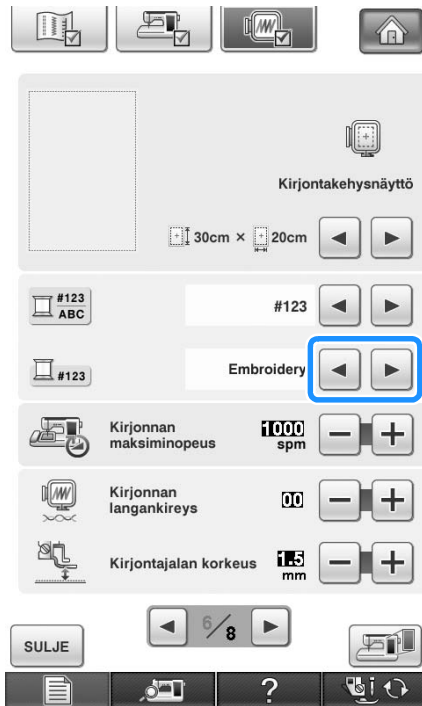 Kirjontakehysnäyttö
30cm × 20cm
#123
ABC
#123
#123
Embroidery
Kirjonnan
maksiminopeus
1000
spm
Kirjonnan
langankireys
00
Kirjontajalan korkeus
1.5
mm
6/8
SULJE
?